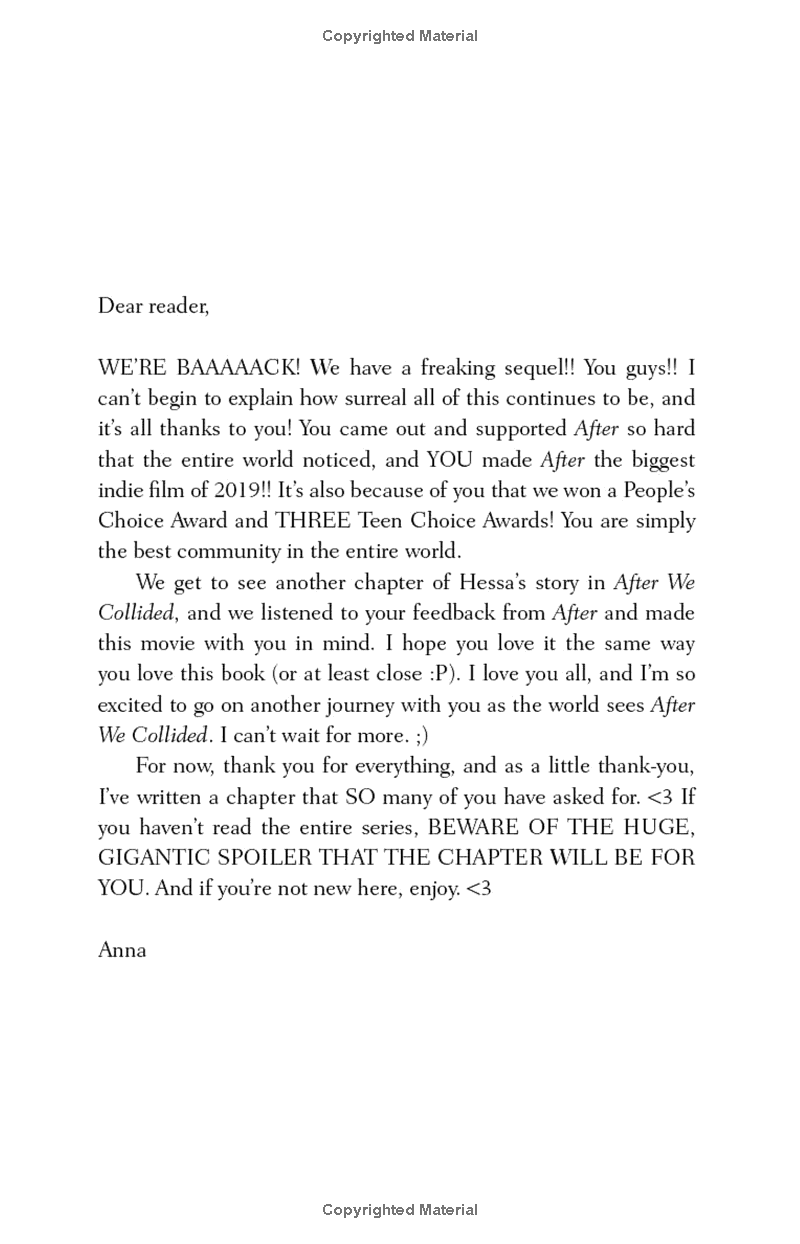 Copyrighted Material
Dear reader,
WE’RE BAAAAACK! We have a freaking sequel!! You guys!! I
can’t begin to explain how surreal all of this continues to be, and
it’s all thanks to you! You came out and supported After so hard
that the entire world noticed, and YOU made After the biggest
indie film of 2019!! It’s also because of you that we won a People’s
Choice Award and THREE Teen Choice Awards! You are simply
the best community in the entire world.
We get to see another chapter of Hessa’s story in After We
Collided, and we listened to your feedback from After and made
this movie with you in mind. I hope you love it the same way
you love this book (or at least close :P). I love you all, and I’m so
excited to go on another journey with you as the world sees After
We Collided. I can’t wait for more. ;)
For now, thank you for everything, and as a little thank-you,
I’ve written a chapter that SO many of you have asked for. <3 If
you haven’t read the entire series, BEWARE OF THE HUGE,
GIGANTIC SPOILER THAT THE CHAPTER WILL BE FOR
YOU. And if you’re not new here, enjoy. <3
Anna
Copyrighted Material